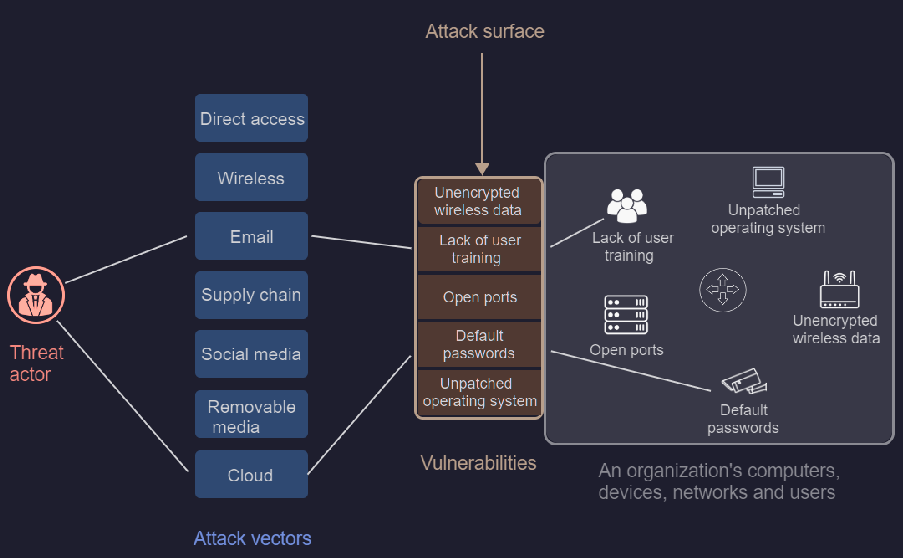 Attack surface
Direct access
Wireless
Email
Supply chain
Social media
Removable
media
Cloud
Threat
actor
Attack vectors
Unencrypted
wireless data
Lack of user
training
Open ports
Default
passwords
Unpatched
operating system
Vulnerabilities
Unpatched
operating system
Lack of user
training
Unencrypted
wireless data
Open ports
Default
passwords
An organization's computers,
devices, networks and users